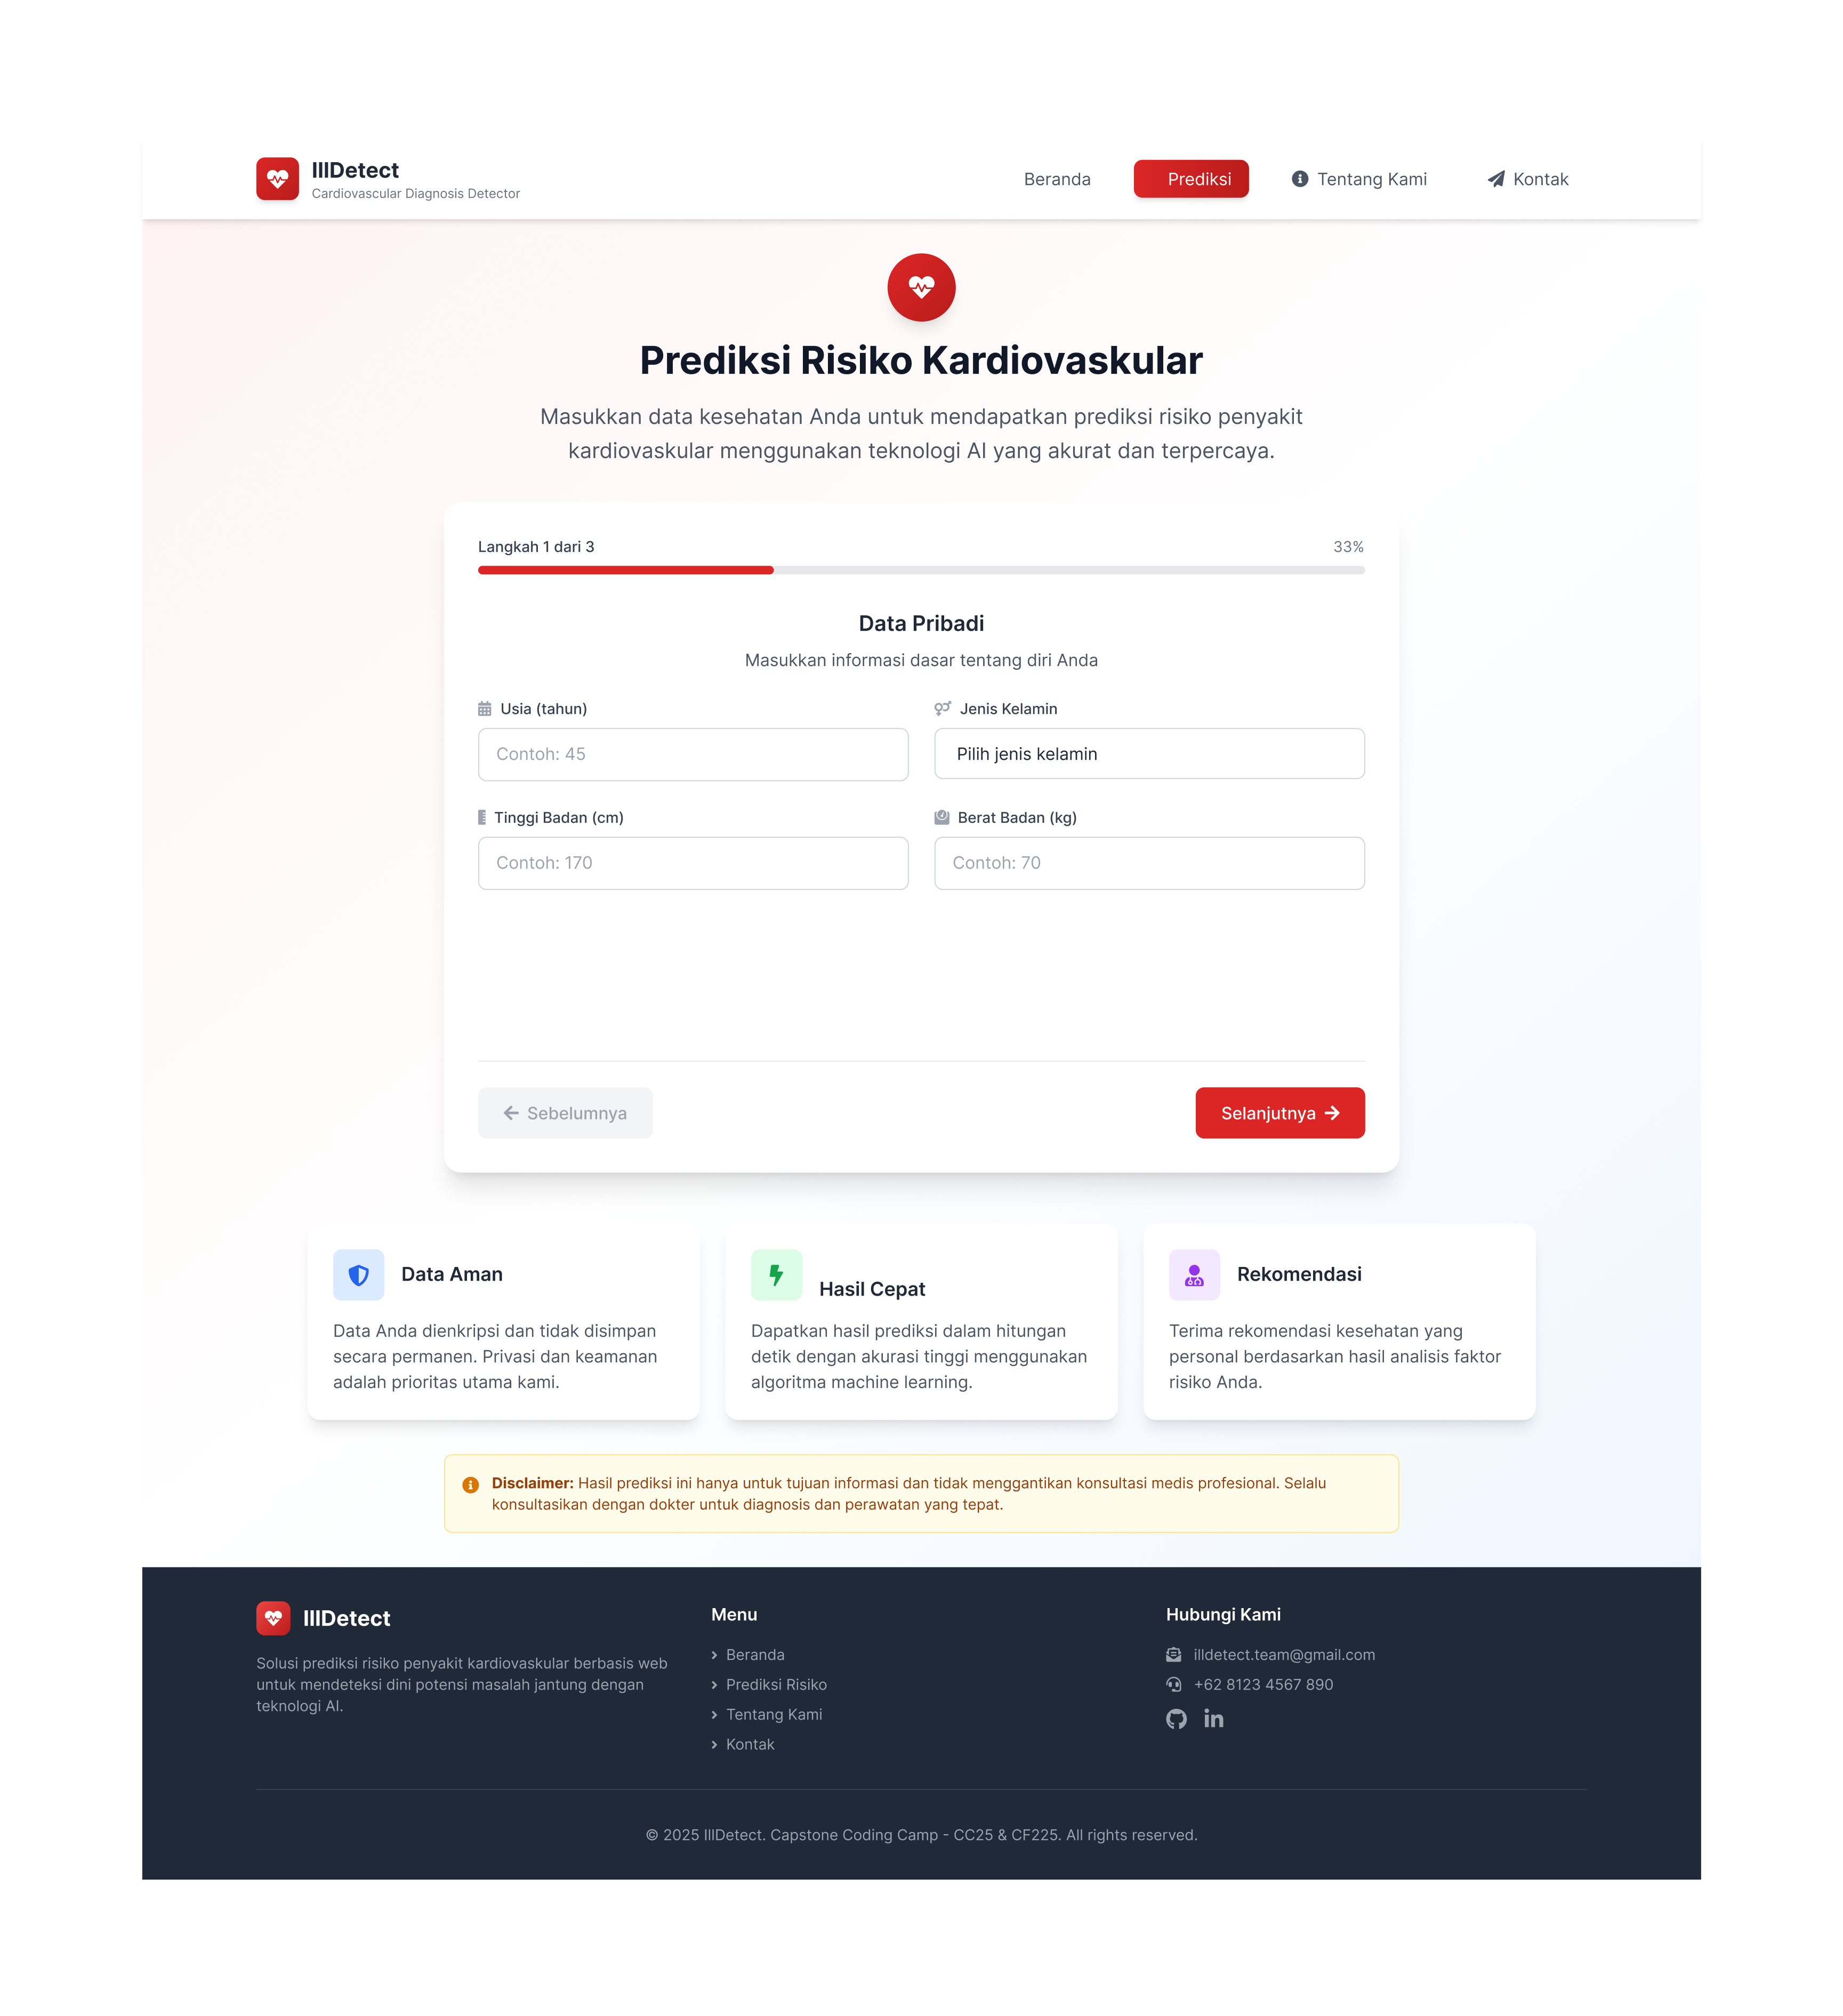 IllDetect
Cardiovascular Diagnosis Detector
Beranda
Prediksi
Tentang Kami
Kontak
Prediksi Risiko Kardiovaskular
Masukkan data kesehatan Anda untuk mendapatkan prediksi risiko penyakit
kardiovaskular menggunakan teknologi AI yang akurat dan terpercaya.
Langkah 1 dari 3
33%
Data Pribadi
Masukkan informasi dasar tentang diri Anda
Usia (tahun)
Contoh: 45
Jenis Kelamin
Pilih jenis kelamin
Tinggi Badan (cm)
Contoh: 170
Berat Badan (kg)
Contoh: 70
Sebelumnya
Selanjutnya
Data Aman
Data Anda dienkripsi dan tidak disimpan
secara permanen. Privasi dan keamanan
adalah prioritas utama kami.
Hasil Cepat
Dapatkan hasil prediksi dalam hitungan
detik dengan akurasi tinggi menggunakan
algoritma machine learning.
Rekomendasi
Terima rekomendasi kesehatan yang
personal berdasarkan hasil analisis faktor
risiko Anda.
Disclaimer: Hasil prediksi ini hanya untuk tujuan informasi dan tidak menggantikan konsultasi medis profesional. Selalu
konsultasikan dengan dokter untuk diagnosis dan perawatan yang tepat.
IllDetect
Solusi prediksi risiko penyakit kardiovaskular berbasis web
untuk mendeteksi dini potensi masalah jantung dengan
teknologi AI.
Menu
Beranda
Prediksi Risiko
Tentang Kami
Kontak
Hubungi Kami
illdetect.team@gmail.com
+62 8123 4567 890
© 2025 IllDetect. Capstone Coding Camp - CC25 & CF225. All rights reserved.